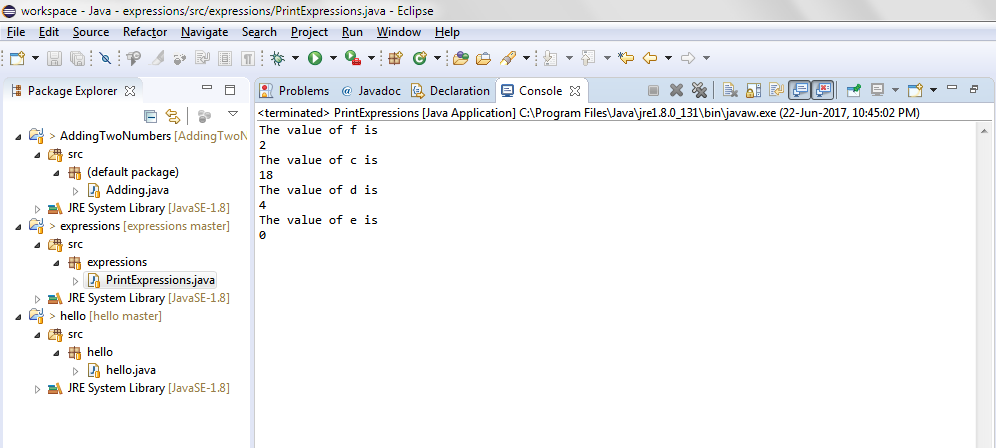 workspace - Java - expressions/src/expressions/PrintExpressions.java - Eclipse
File Edit Source Refactor Navigate Search Project Run Window Help
Package Explorer
Problems @ Javadoc Declaration Console
<terminated> PrintExpressions [Java Application] C:\Program Files\Java\jre1.8.0_131\bin\javaw.exe (22-Jun-2017, 10:45:02 PM)
> AddingTwoNumbers [AddingTwoN
src
(default package)
Adding.java
JRE System Library [JavaSE-1.8]
> expressions [expressions master]
src
expressions
PrintExpressions.java
JRE System Library [JavaSE-1.8]
> hello [hello master]
src
hello
hello.java
JRE System Library [JavaSE-1.8]
The value of f is
2
The value of c is
18
The value of d is
4
The value of e is
0